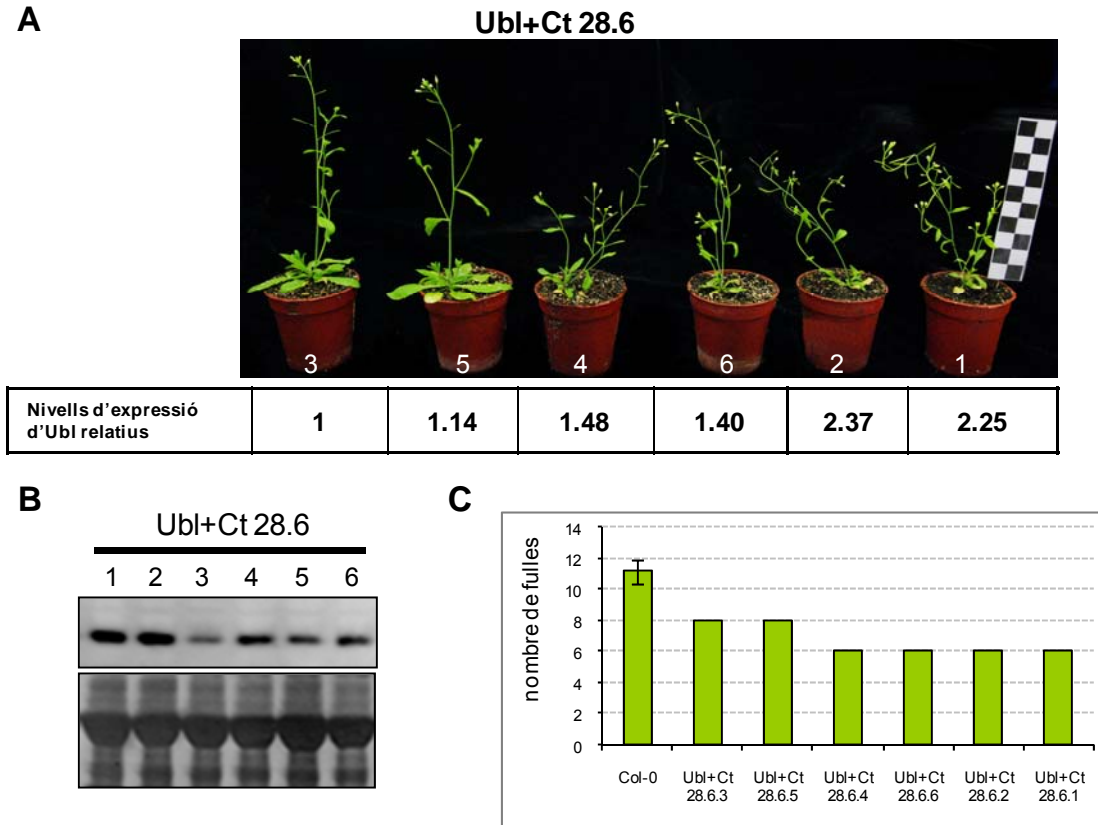 A
Ubl+Ct 28.6
3 5 4 6 2 1
Nivells d'expressió
d'Ubl relatius
1 1.14 1.48 1.40 2.37 2.25
B
Ubl+Ct 28.6
1 2 3 4 5 6
C
nombre de fulles
14
12
10
8
6
4
2
0
Col-0 Ubl+Ct Ubl+Ct Ubl+Ct Ubl+Ct Ubl+Ct Ubl+Ct
28.6.3 28.6.5 28.6.4 28.6.6 28.6.2 28.6.1